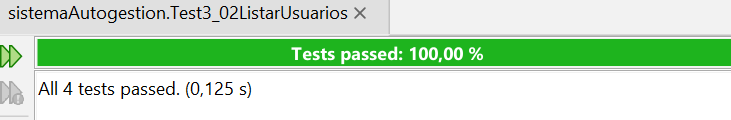 sistemaAutogestion.Test3_02ListarUsuarios
Tests passed: 100,00 %
All 4 tests passed. (0,125 s)